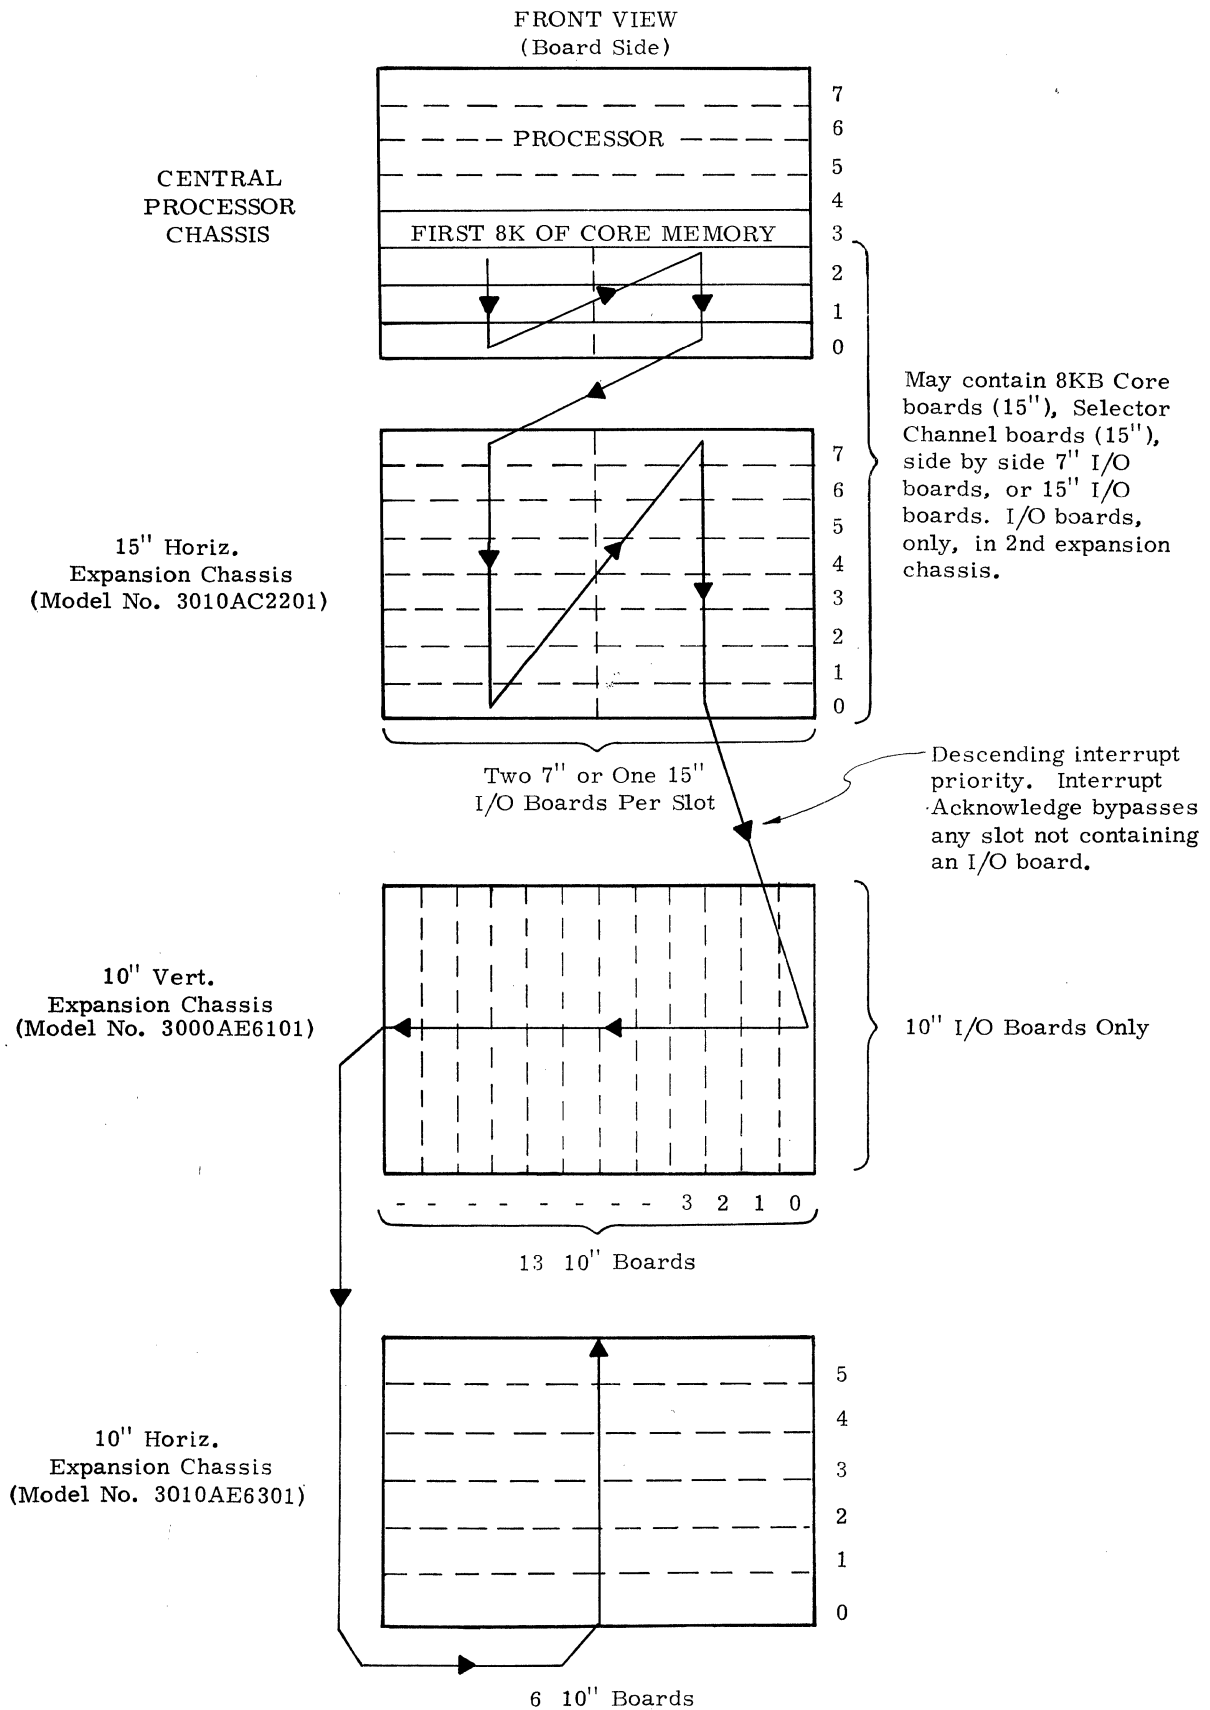 FRONT VIEW
(Board Side)
7
6
PROCESSOR
5
4
CENTRAL
PROCESSOR
CHASSIS
FIRST 8K OF CORE MEMORY
3
2
1
0
May contain 8KB Core
boards (15"), Selector
Channel boards (15"),
side by side 7" I/O
boards, or 15" I/O
boards. I/O boards,
only, in 2nd expansion
chassis.
15" Horiz.
Expansion Chassis
(Model No. 3010AC2201)
7
6
5
4
3
2
1
0
Two 7" or One 15"
I/O Boards Per Slot
Descending interrupt
priority. Interrupt
Acknowledge bypasses
any slot not containing
an I/O board.
10" Vert.
Expansion Chassis
(Model No. 3000AE6101)
10" I/O Boards Only
- - - - - - - - 3 2 1 0
13 10" Boards
10" Horiz.
Expansion Chassis
(Model No. 3010AE6301)
5
4
3
2
1
0
6 10" Boards